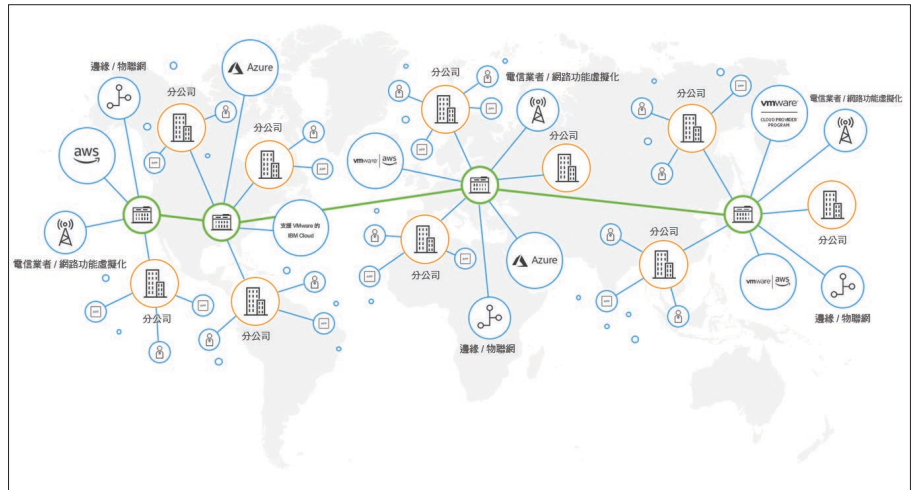 邊緣 / 物聯網
Azure
分公司
分公司
aws
支援 VMware 的
IBM Cloud
電信業者 / 網路功能虛擬化
分公司
分公司
分公司
電信業者 / 網路功能虛擬化
分公司
vmware | aws
分公司
Azure
邊緣 / 物聯網
分公司
vmware
CLOUD PROVIDER
PROGRAM
電信業者 / 網路功能虛擬化
分公司
分公司
vmware | aws
邊緣 / 物聯網